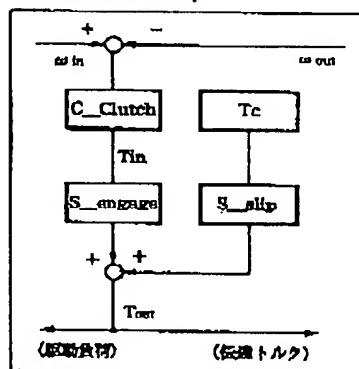 + −
ω in ω out
C_Clutch Tc
Tin
S_engage S_slip
+ +
Tout
(駆動負荷) (伝達トルク)